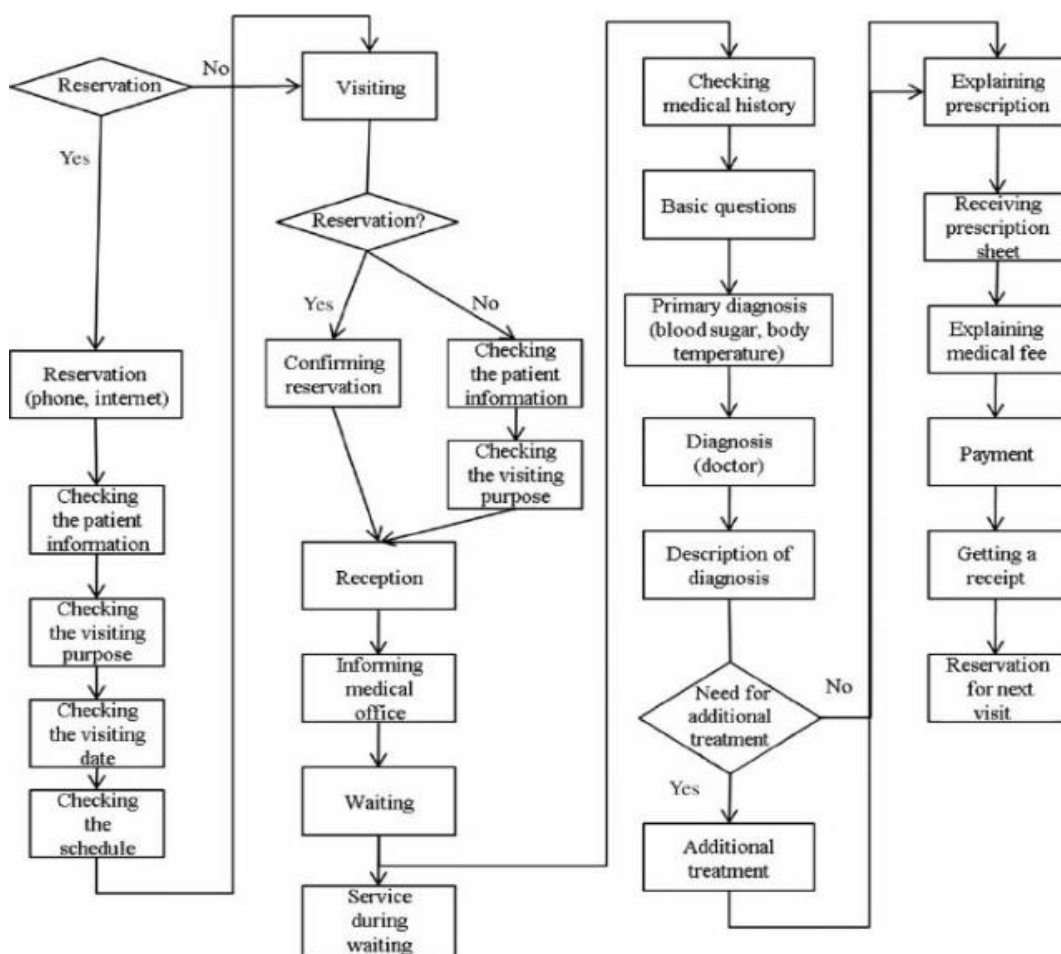 Reservation
No
Yes
Reservation
(phone, internet)
Checking
the patient
information
Checking
the visiting
purpose
Checking
the visiting
date
Checking
the
schedule
Visiting
Reservation?
Yes
No
Confirming
reservation
Checking
the patient
information
Checking
the visiting
purpose
Reception
Informing
medical
office
Waiting
Service
during
waiting
Checking
medical history
Basic questions
Primary diagnosis
(blood sugar, body
temperature)
Diagnosis
(doctor)
Description of
diagnosis
Need for
additional
treatment
No
Yes
Additional
treatment
Explaining
prescription
Receiving
prescription
sheet
Explaining
medical fee
Payment
Getting a
receipt
Reservation
for next
visit